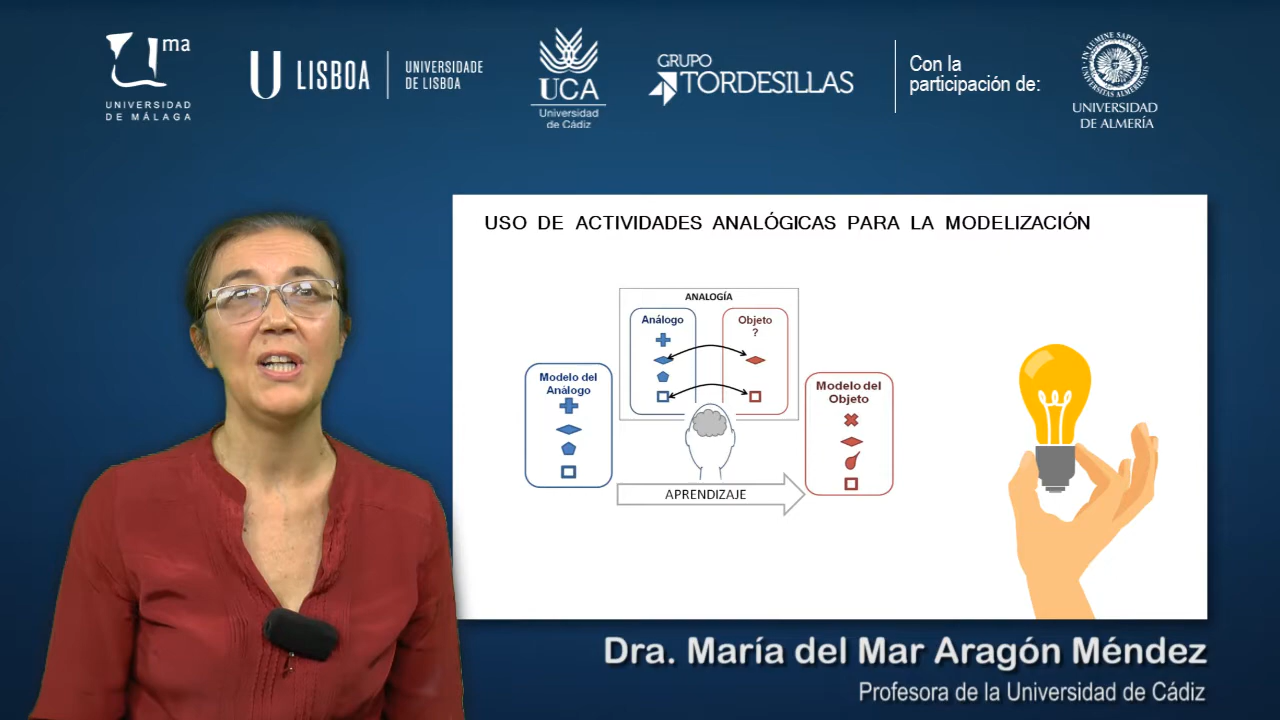 uma
UNIVERSIDAD
DE MÁLAGA
U LISBOA
UNIVERSIDADE
DE LISBOA
UCA
Universidad
de Cádiz
GRUPO
TORDESILLAS
Con la
participación de:
UNIVERSIDAD
DE ALMERÍA
USO DE ACTIVIDADES ANALÓGICAS PARA LA MODELIZACIÓN
ANALOGÍA
Análogo
Objeto
?
Modelo del
Análogo
Modelo del
Objeto
APRENDIZAJE
Dra. María del Mar Aragón Méndez
Profesora de la Universidad de Cádiz